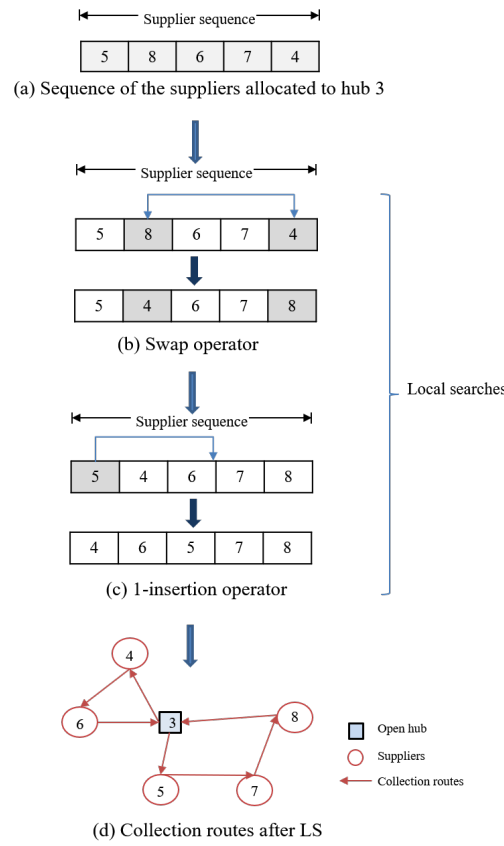 Supplier sequence
5 8 6 7 4
(a) Sequence of the suppliers allocated to hub 3
Supplier sequence
5 8 6 7 4
5 4 6 7 8
(b) Swap operator
Local searches
Supplier sequence
5 4 6 7 8
4 6 5 7 8
(c) 1-insertion operator
4
6
3
8
5
7
Open hub
Suppliers
Collection routes
(d) Collection routes after LS